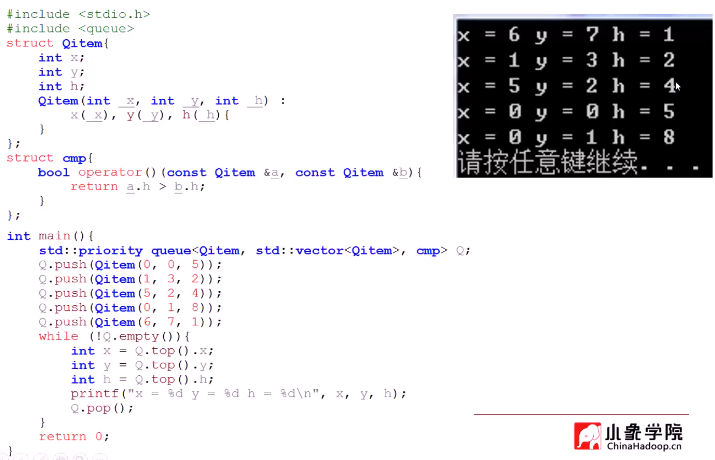 #include <stdio.h>
#include <queue>
struct Qitem{
    int x;
    int y;
    int h;
    Qitem(int _x, int _y, int _h) :
        x(_x), y(_y), h(_h){
    }
};
struct cmp{
    bool operator()(const Qitem &a, const Qitem &b){
        return a.h > b.h;
    }
};
int main(){
    std::priority_queue<Qitem, std::vector<Qitem>, cmp> Q;
    Q.push(Qitem(0, 0, 5));
    Q.push(Qitem(1, 3, 2));
    Q.push(Qitem(5, 2, 4));
    Q.push(Qitem(0, 1, 8));
    Q.push(Qitem(6, 7, 1));
    while (!Q.empty()){
        int x = Q.top().x;
        int y = Q.top().y;
        int h = Q.top().h;
        printf("x = %d y = %d h = %d\n", x, y, h);
        Q.pop();
    }
    return 0;
}
x = 6 y = 7 h = 1
x = 1 y = 3 h = 2
x = 5 y = 2 h = 4
x = 0 y = 0 h = 5
x = 0 y = 1 h = 8
请按任意键继续. . .
小象学院
ChinaHadoop.cn